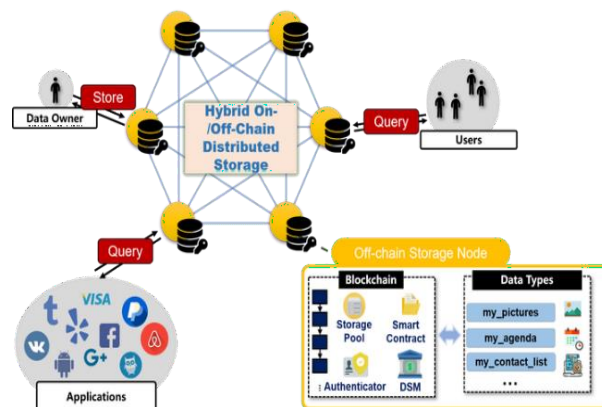 Store
Data Owner
Hybrid On-
/Off-Chain
Distributed
Storage
Query
Users
Query
Off-chain Storage Node
VISA
G+
Applications
Blockchain
Storage
Pool
Smart
Contract
Authenticator
DSM
Data Types
my_pictures
my_agenda
my_contact_list
...